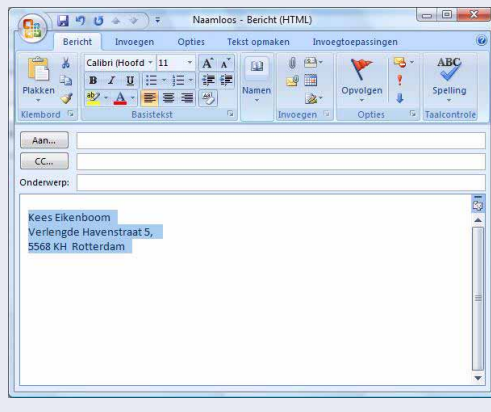 Naamloos - Bericht (HTML)
Bericht Invoegen Opties Tekst opmaken Invoegtoepassingen
Calibri (Hoofd 11
Plakken
B I U
Namen
Opvolgen
ABC
Spelling
Klembord Basistekst Invoegen Opties Taalcontrole
Aan...
CC...
Onderwerp:
Kees Eikenboom
Verlengde Havenstraat 5,
5568 KH Rotterdam